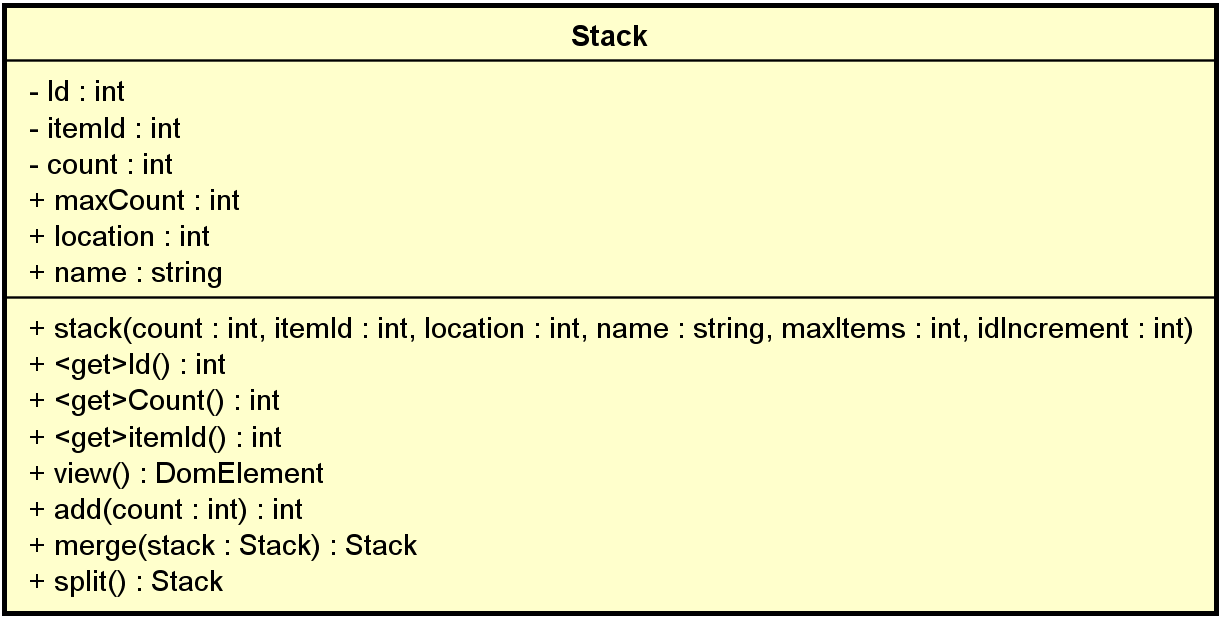 Stack
- Id : int
- itemId : int
- count : int
+ maxCount : int
+ location : int
+ name : string
+ stack(count : int, itemId : int, location : int, name : string, maxItems : int, idIncrement : int)
+ <get>Id() : int
+ <get>Count() : int
+ <get>itemId() : int
+ view() : DomElement
+ add(count : int) : int
+ merge(stack : Stack) : Stack
+ split() : Stack